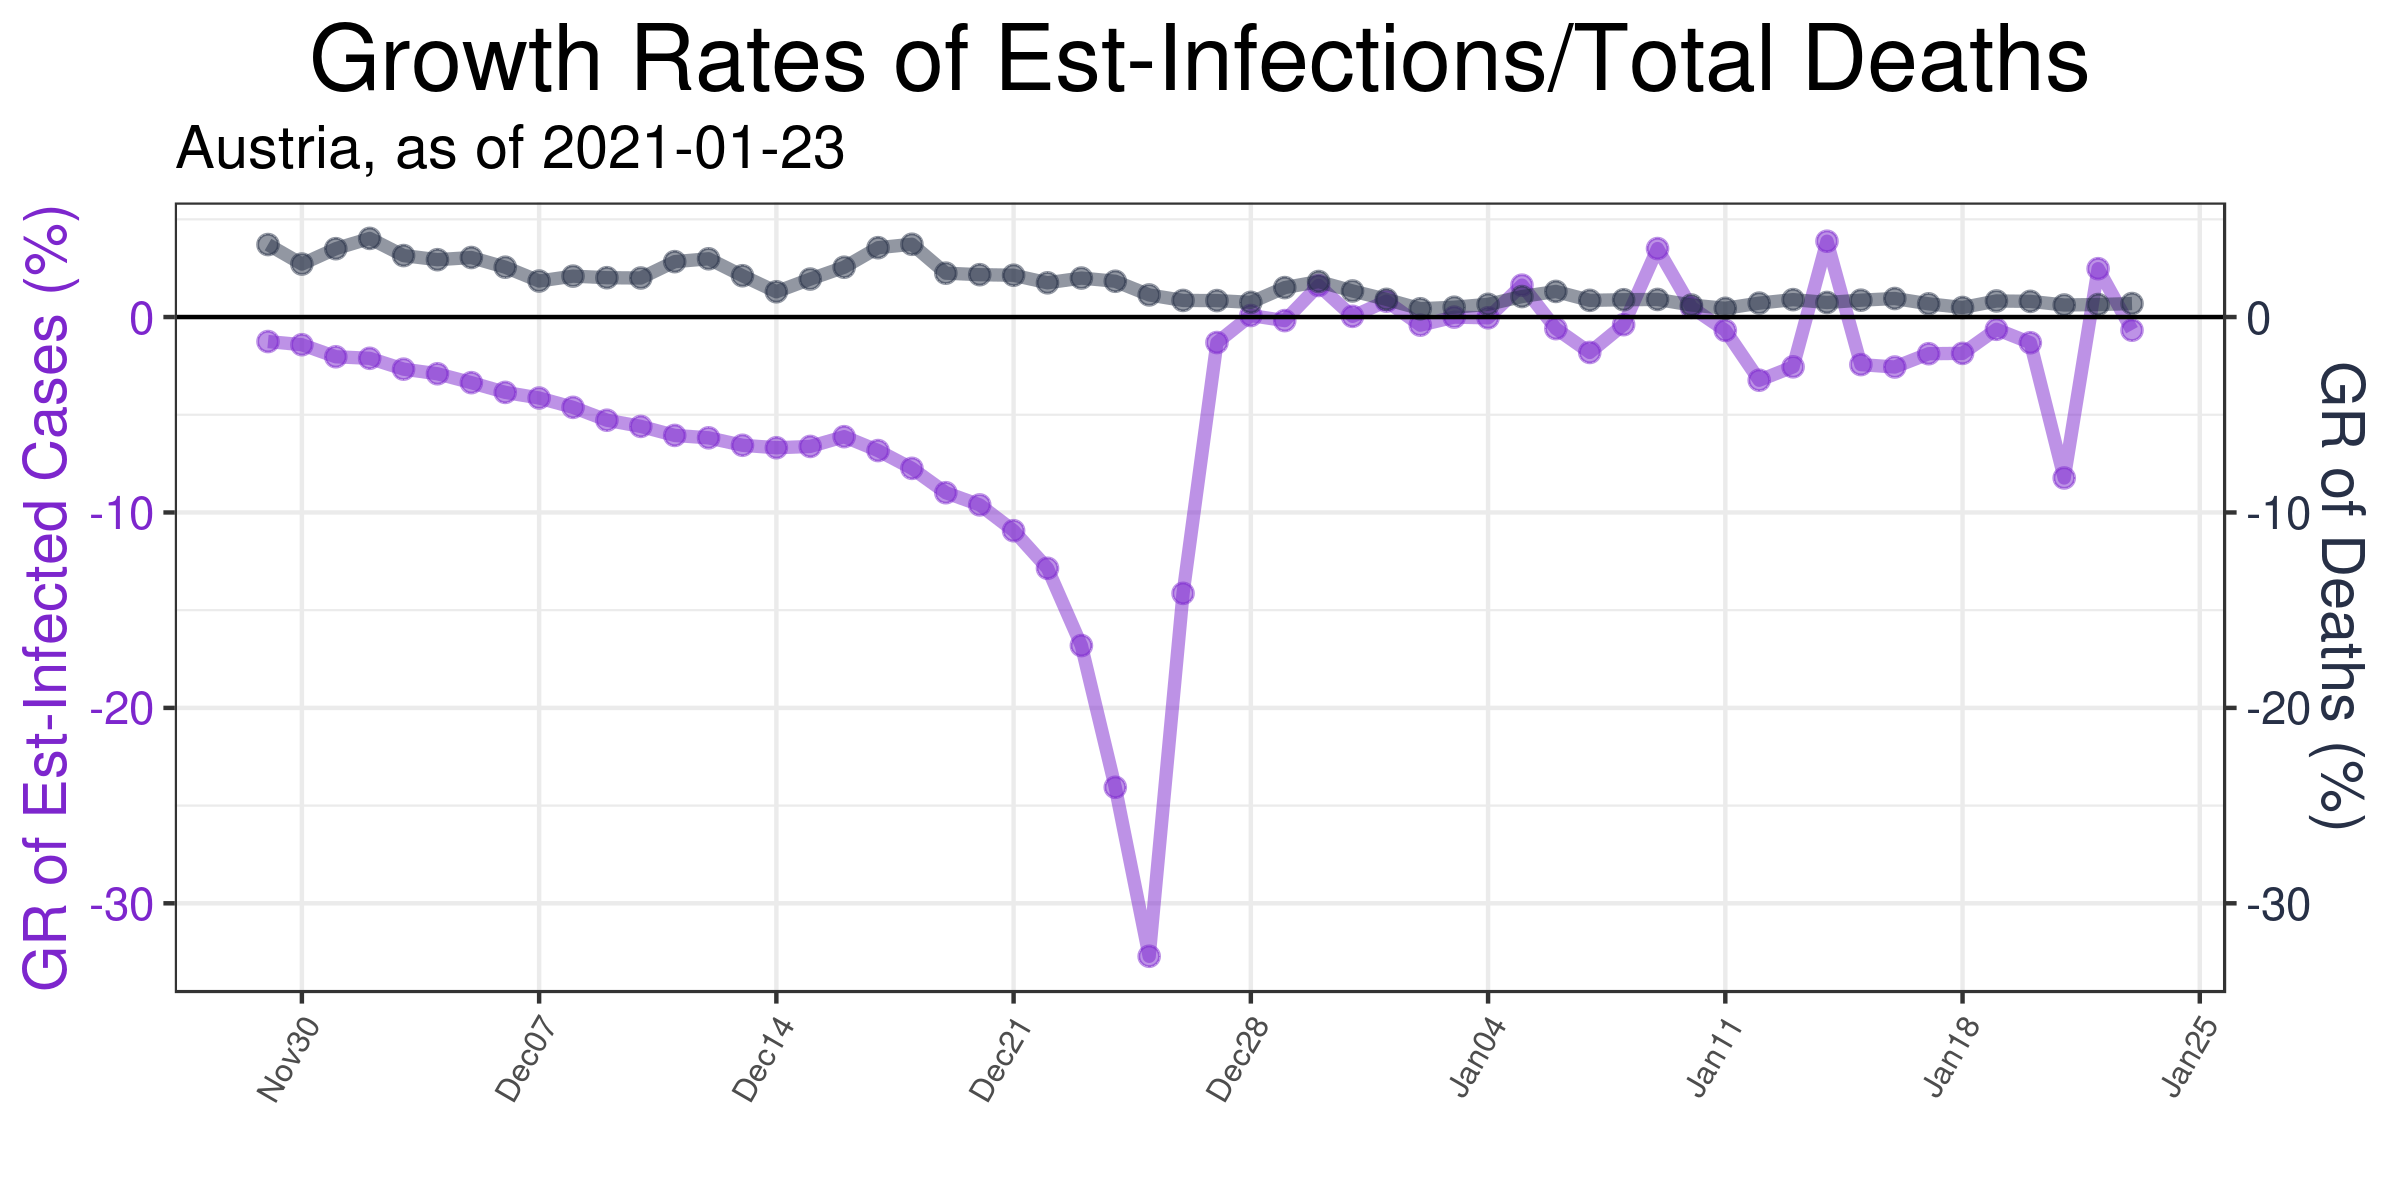 Growth Rates of Est-Infections/Total Deaths
Austria, as of 2021-01-23
GR of Est-Infected Cases (%)
0
-10
-20
-30
0
-10
-20
-30
GR of Deaths (%)
Nov30
Dec07
Dec14
Dec21
Dec28
Jan04
Jan11
Jan18
Jan25